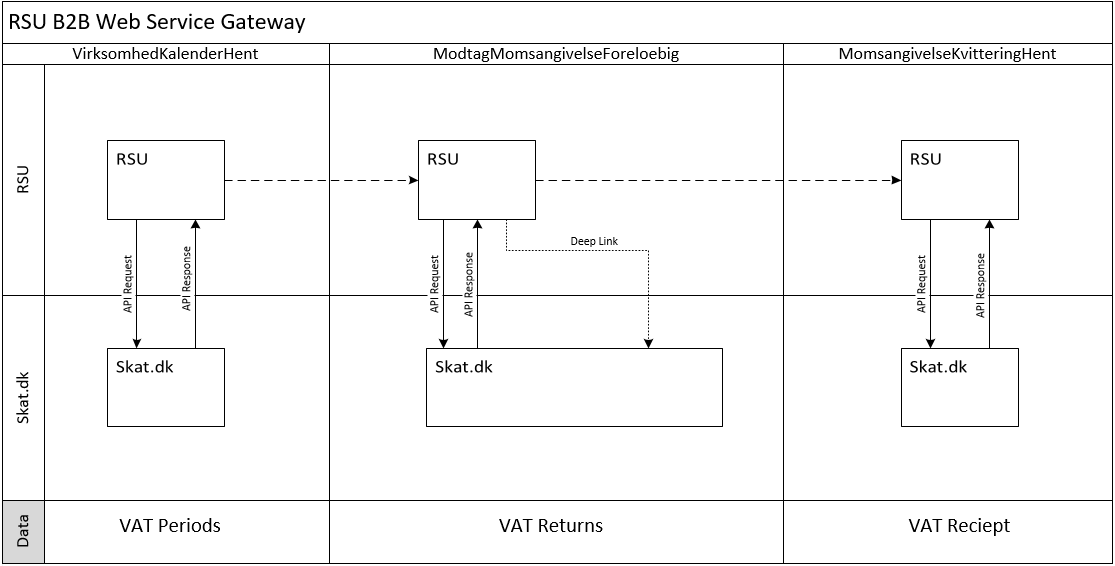 RSU B2B Web Service Gateway
VirksomhedKalenderHent
ModtagMomsangivelseForeloebig
MomsangivelseKvitteringHent
RSU
RSU
RSU
RSU
Deep Link
API Request
API Response
API Request
API Response
API Request
API Response
Skat.dk
Skat.dk
Skat.dk
Skat.dk
Data
VAT Periods
VAT Returns
VAT Reciept